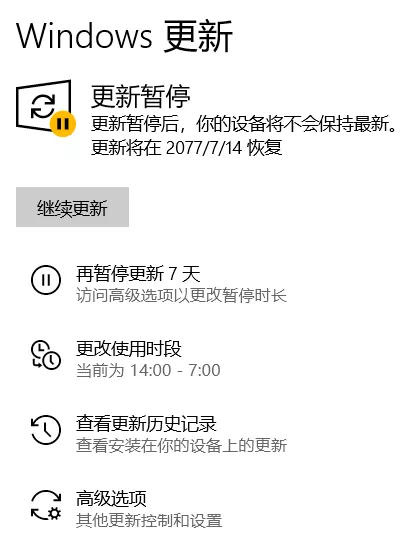 Windows 更新
更新暂停
更新暂停后，你的设备将不会保持最新。
更新将在 2077/7/14 恢复
继续更新
再暂停更新 7 天
访问高级选项以更改暂停时长
更改使用时段
当前为 14:00 - 7:00
查看更新历史记录
查看安装在你的设备上的更新
高级选项
其他更新控制和设置